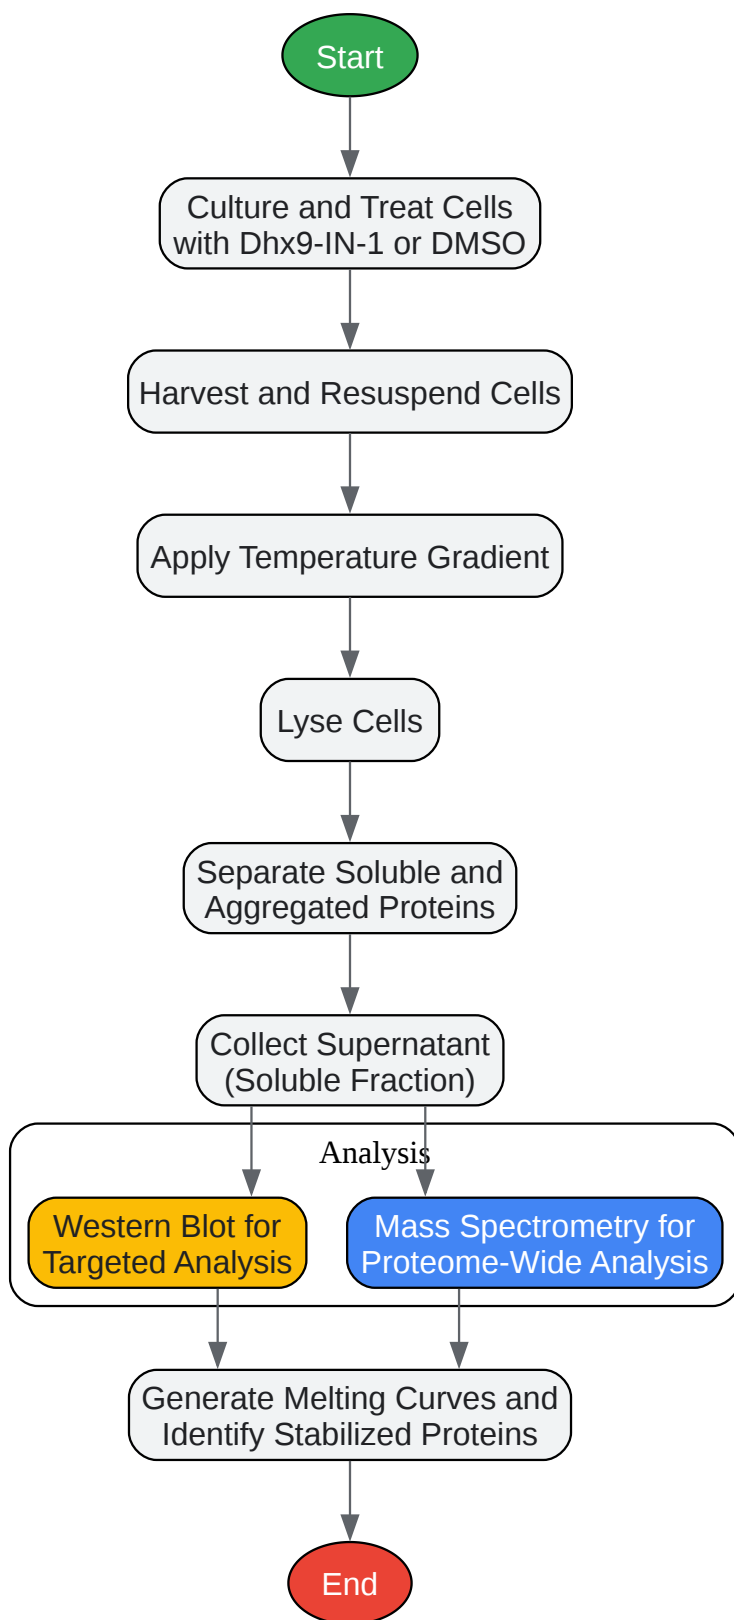 Start
Culture and Treat Cells
with Dhx9-IN-1 or DMSO
Harvest and Resuspend Cells
Apply Temperature Gradient
Lyse Cells
Separate Soluble and
Aggregated Proteins
Collect Supernatant
(Soluble Fraction)
Analysis
Western Blot for
Targeted Analysis
Mass Spectrometry for
Proteome-Wide Analysis
Generate Melting Curves and
Identify Stabilized Proteins
End